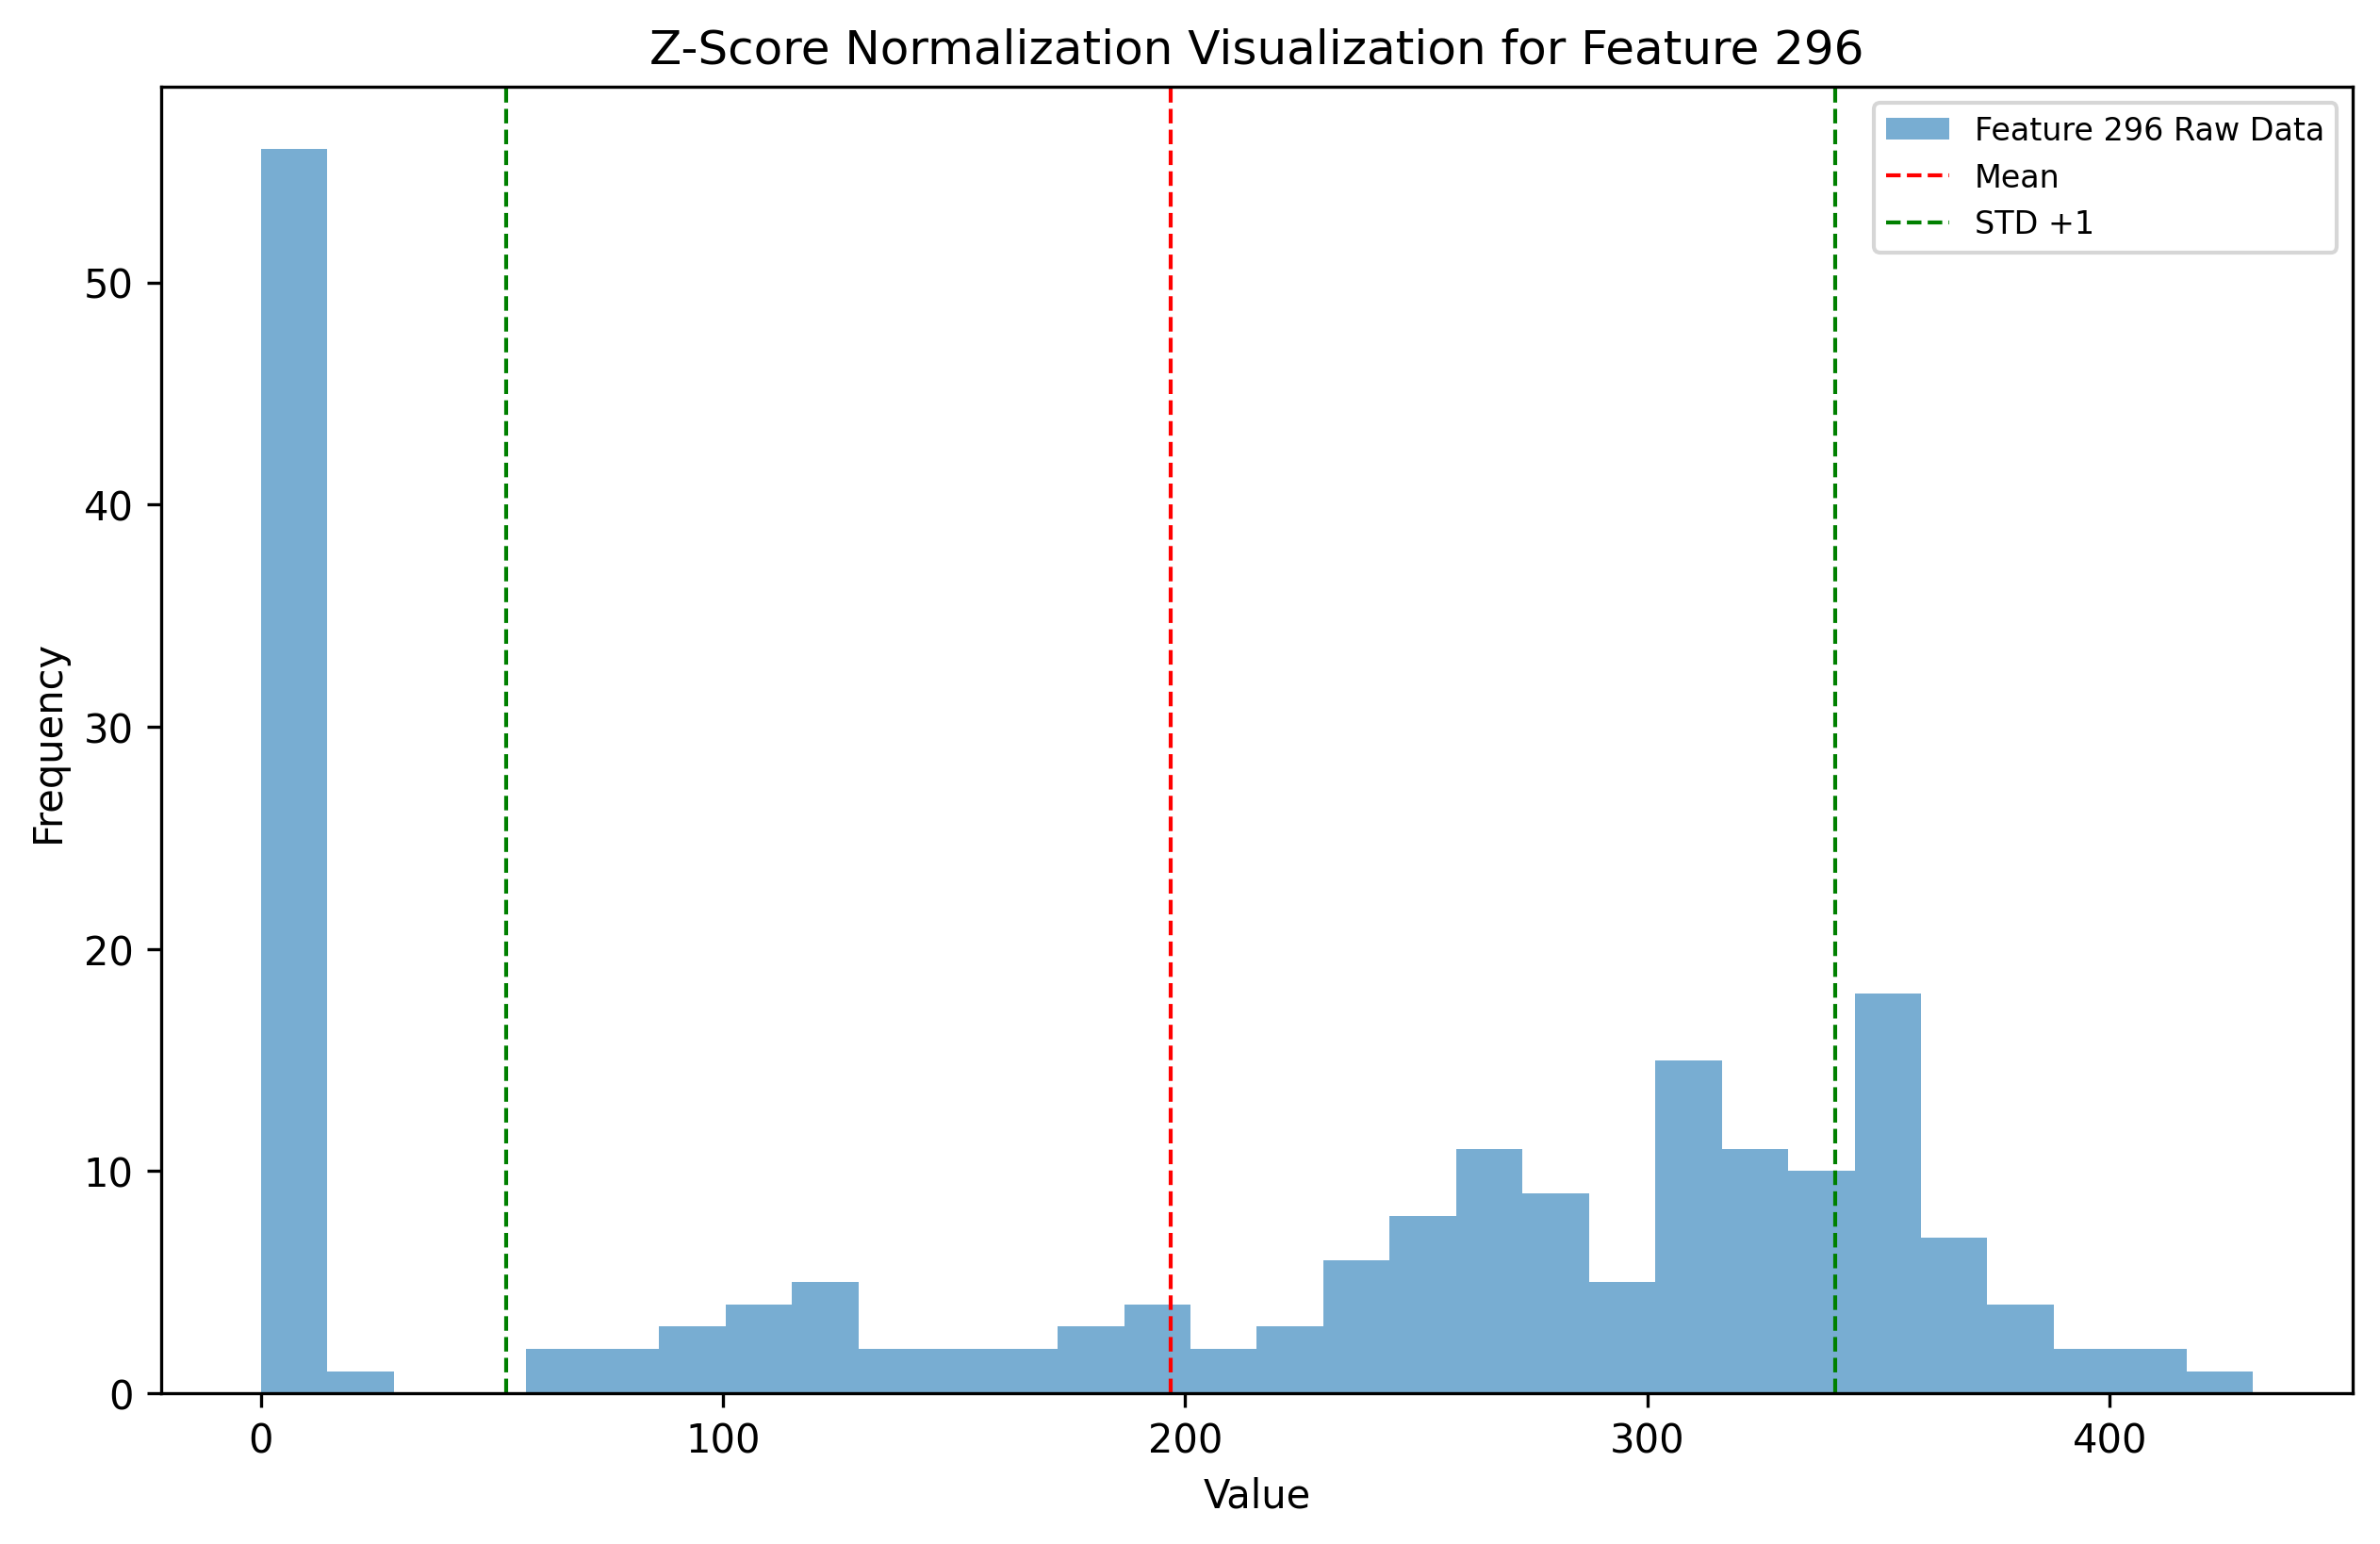 Z-Score Normalization Visualization for Feature 296
Feature 296 Raw Data
Mean
STD +1
50
40
30
20
10
0
Frequency
0 100 200 300 400
Value